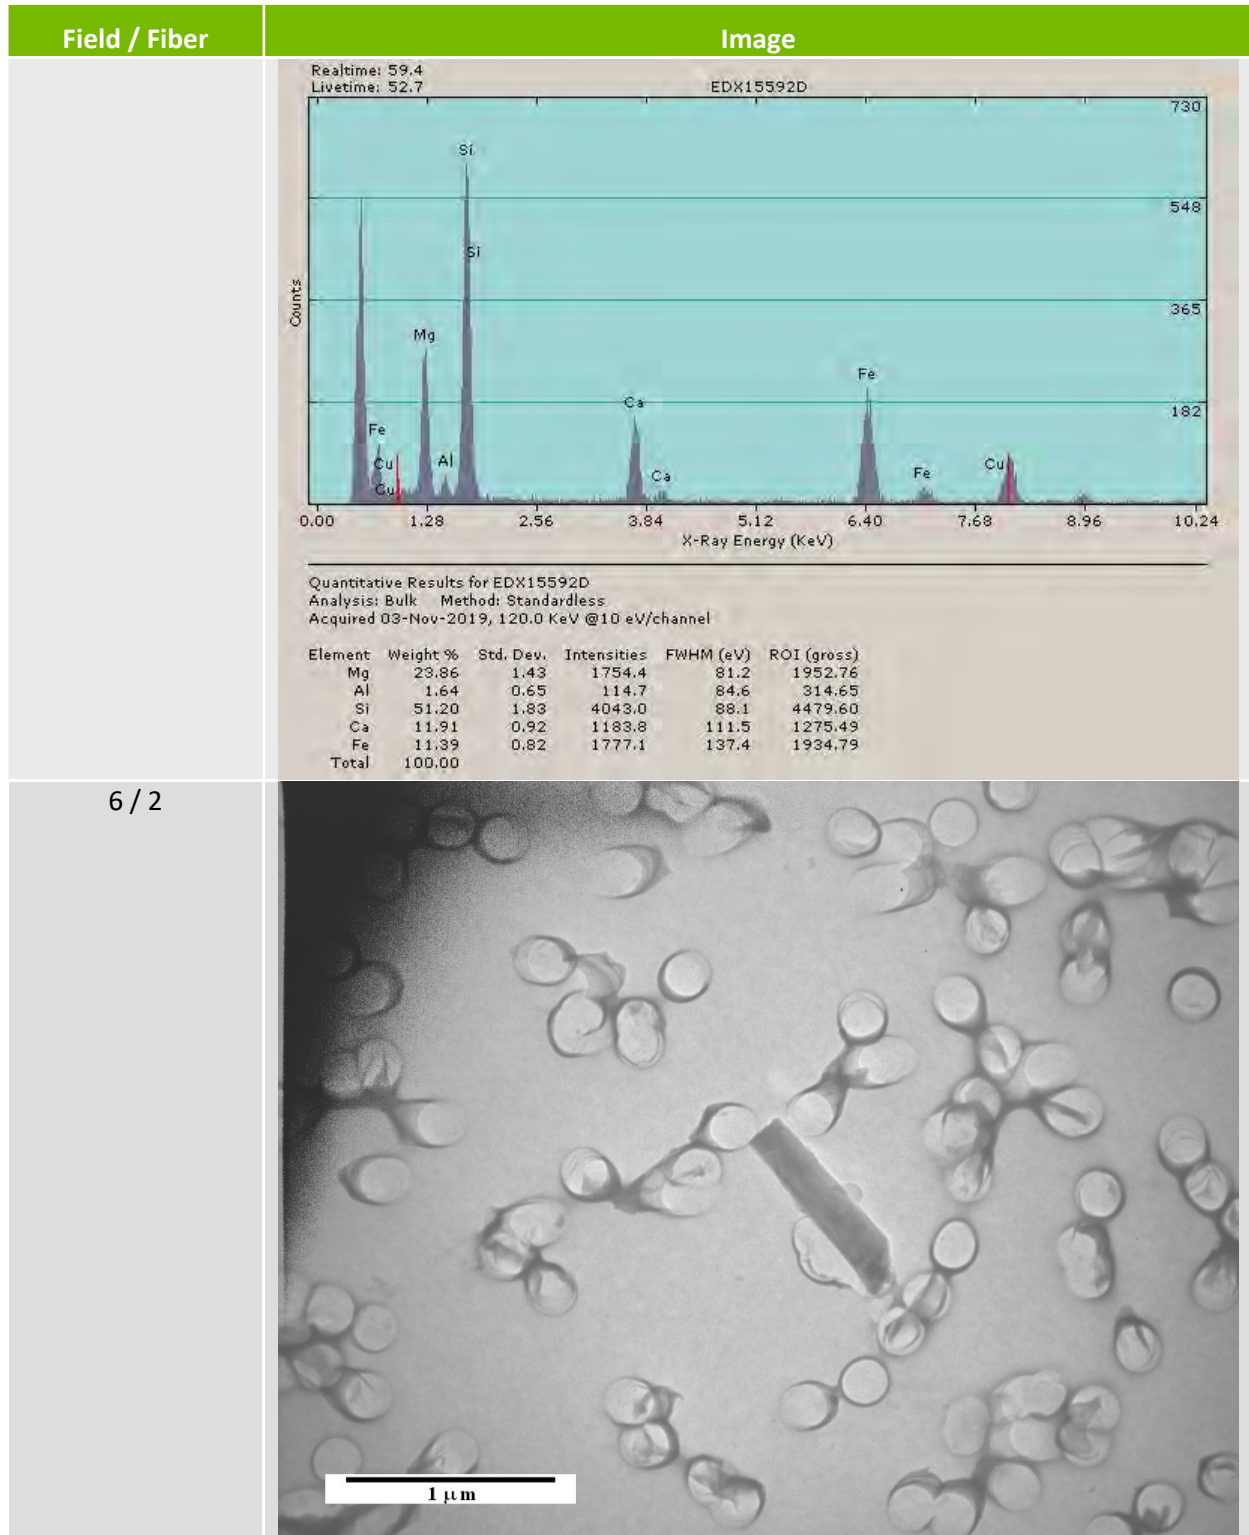 Field / Fiber Image
Realtime: 59.4
Livetime: 52.7 EDX15592D
730
Si
548
Si
365
Mg
Fe
Ca
182
Fe
Cu Al
Ca Fe Cu
Cu
Counts
0.00 1.28 2.56 3.84 5.12 6.40 7.68 8.96 10.24
X-Ray Energy (KeV)
Quantitative Results for EDX15592D
Analysis: Bulk Method: Standardless
Acquired 03-Nov-2019, 120.0 KeV @10 eV/channel
Element Weight % Std. Dev. Intensities FWHM (eV) ROI (gross)
Mg 23.86 1.43 1754.4 81.2 1952.76
Al 1.64 0.65 114.7 84.6 314.65
Si 51.20 1.83 4043.0 88.1 4479.60
Ca 11.91 0.92 1183.8 111.5 1275.49
Fe 11.39 0.82 1777.1 137.4 1934.79
Total 100.00
6 / 2
1 µm